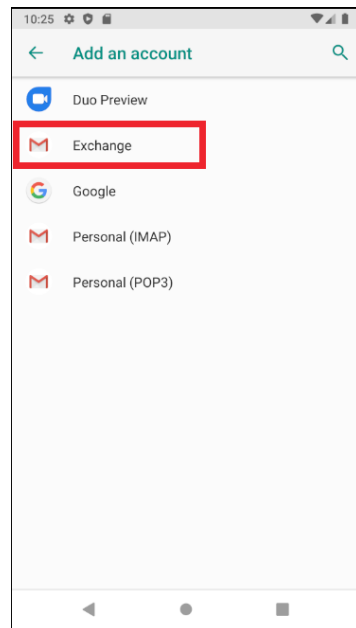 10:25
Add an account
Duo Preview
Exchange
Google
Personal (IMAP)
Personal (POP3)